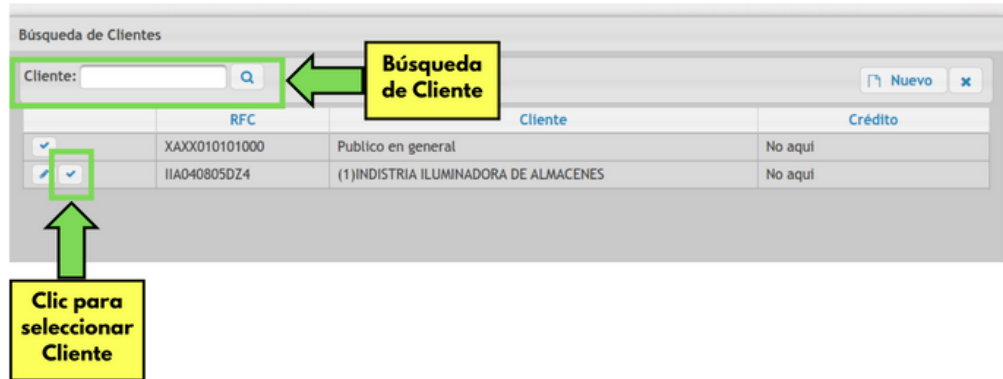 Búsqueda de Clientes
Cliente:
Búsqueda
de Cliente
Nuevo
RFC Cliente Crédito
XAXX010101000 Publico en general No aqui
IIA040805DZ4 (1)INDISTRIA ILUMINADORA DE ALMACENES No aqui
Clic para
seleccionar
Cliente